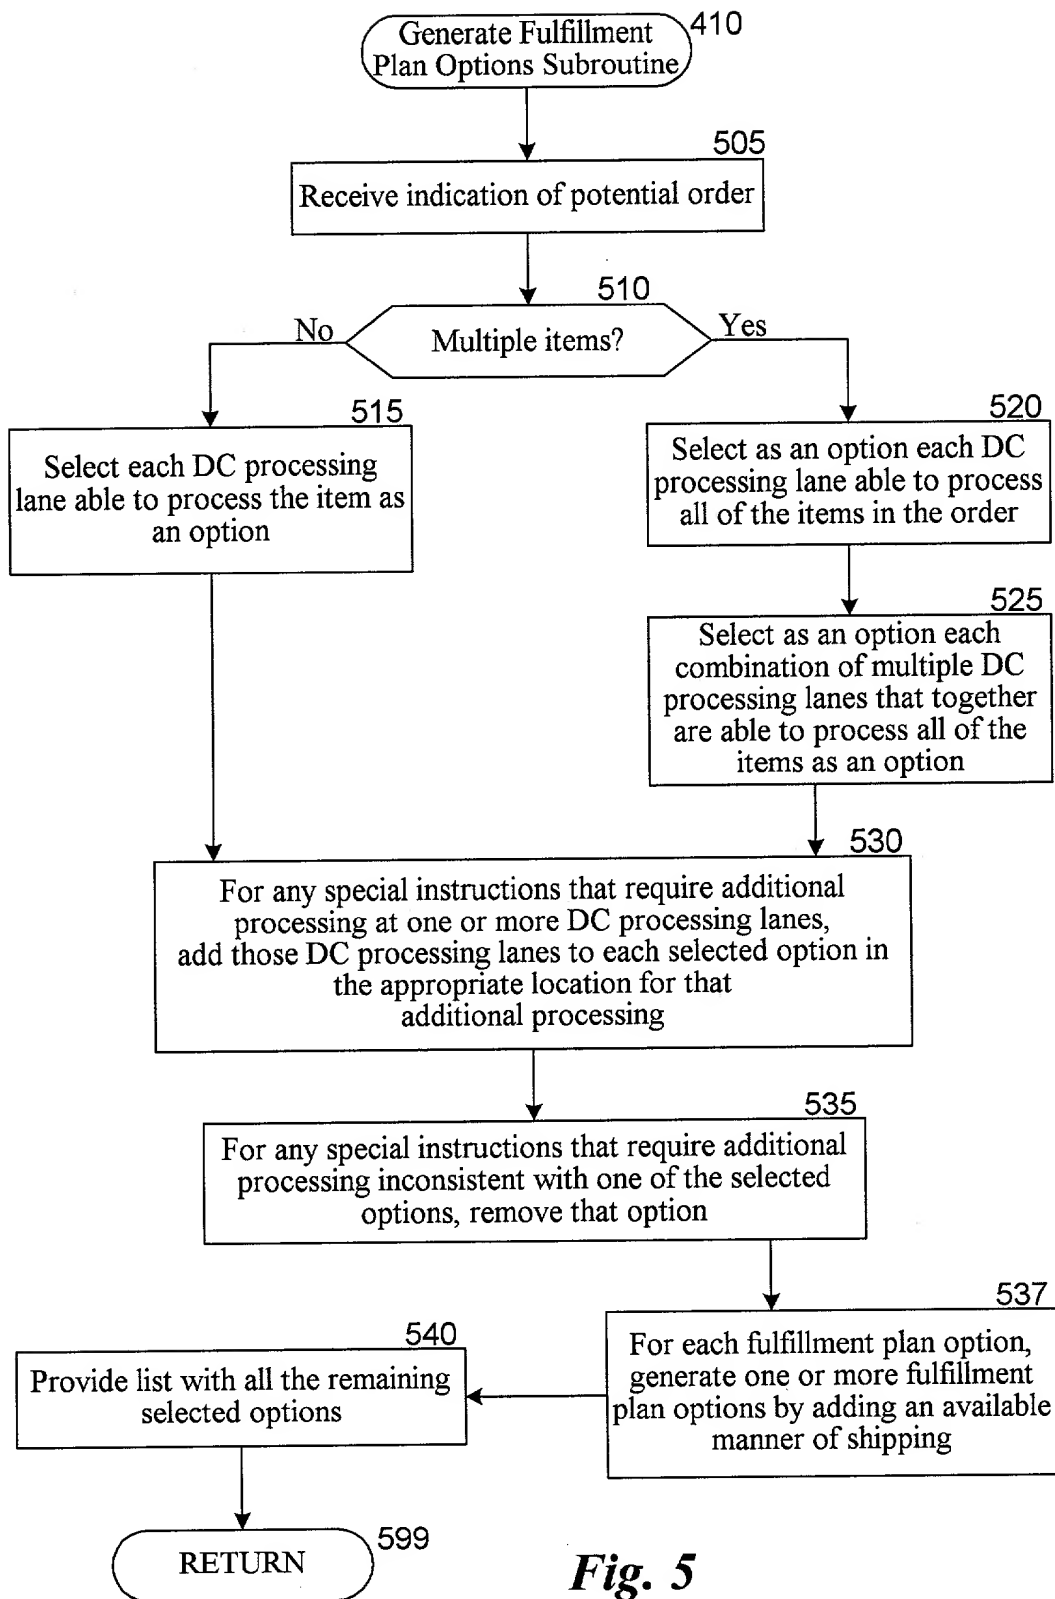 Generate Fulfillment
Plan Options Subroutine
410
505
Receive indication of potential order
510
Multiple items?
No
Yes
515
Select each DC processing
lane able to process the item as
an option
520
Select as an option each DC
processing lane able to process
all of the items in the order
525
Select as an option each
combination of multiple DC
processing lanes that together
are able to process all of the
items as an option
530
For any special instructions that require additional
processing at one or more DC processing lanes,
add those DC processing lanes to each selected option in
the appropriate location for that
additional processing
535
For any special instructions that require additional
processing inconsistent with one of the selected
options, remove that option
537
For each fulfillment plan option,
generate one or more fulfillment
plan options by adding an available
manner of shipping
540
Provide list with all the remaining
selected options
RETURN
599
Fig. 5